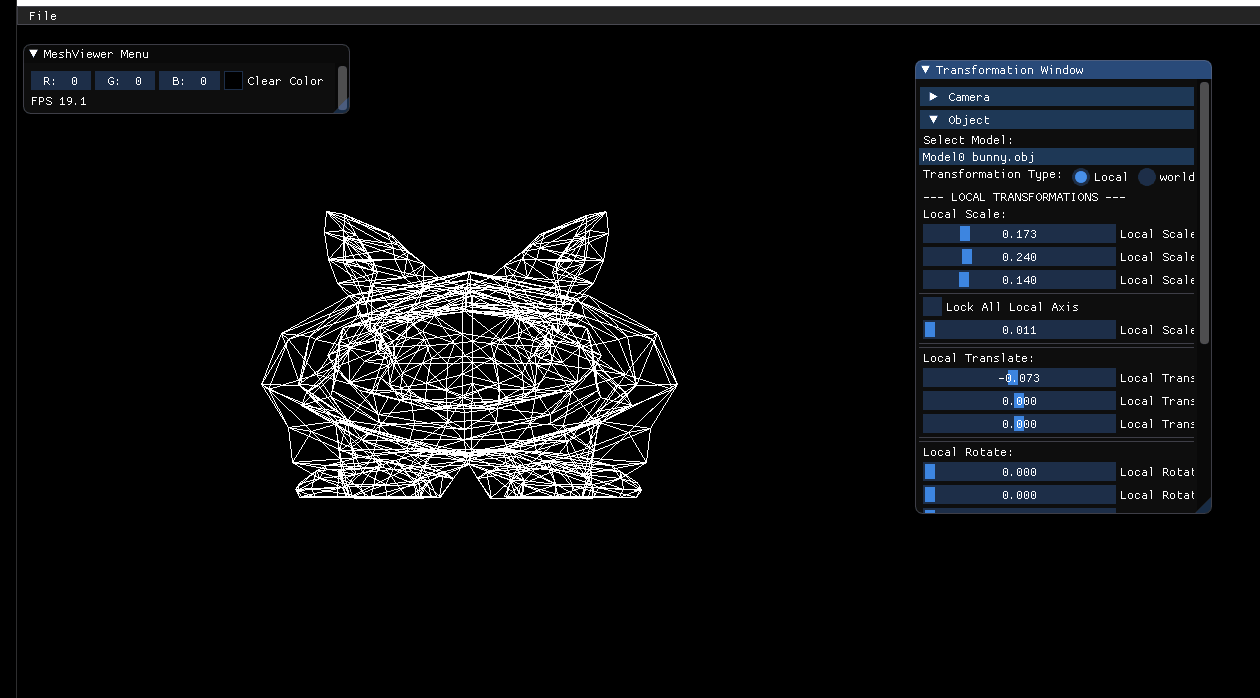 File
MeshViewer Menu
R: 0 G: 0 B: 0 Clear Color
FPS 19.1
Transformation Window
Camera
Object
Select Model:
Model0 bunny.obj
Transformation Type: Local world
--- LOCAL TRANSFORMATIONS ---
Local Scale:
0.173 Local Scale
0.240 Local Scale
0.140 Local Scale
Lock All Local Axis
0.011 Local Scale
Local Translate:
-0.073 Local Trans
0.000 Local Trans
0.000 Local Trans
Local Rotate:
0.000 Local Rotat
0.000 Local Rotat